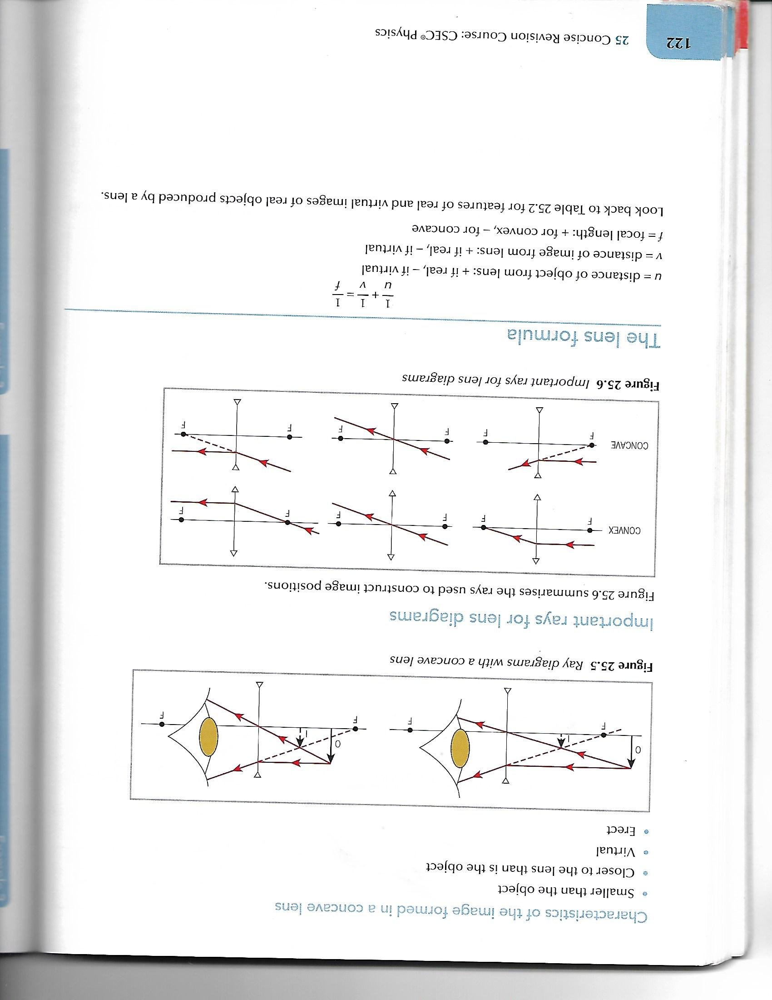 Characteristics of the image formed in a concave lens
• Smaller than the object
• Closer to the lens than is the object
• Virtual
• Erect
O
F
I
F
O
F
I
F
Figure 25.5 Ray diagrams with a concave lens
Important rays for lens diagrams
Figure 25.6 summarises the rays used to construct image positions.
CONVEX
F
F
F
F
F
F
CONCAVE
F
F
F
F
F
F
Figure 25.6 Important rays for lens diagrams
The lens formula
1/u + 1/v = 1/f
u = distance of object from lens: + if real, – if virtual
v = distance of image from lens: + if real, – if virtual
f = focal length: + for convex, – for concave
Look back to Table 25.2 for features of real and virtual images of real objects produced by a lens.
122
25 Concise Revision Course: CSEC® Physics